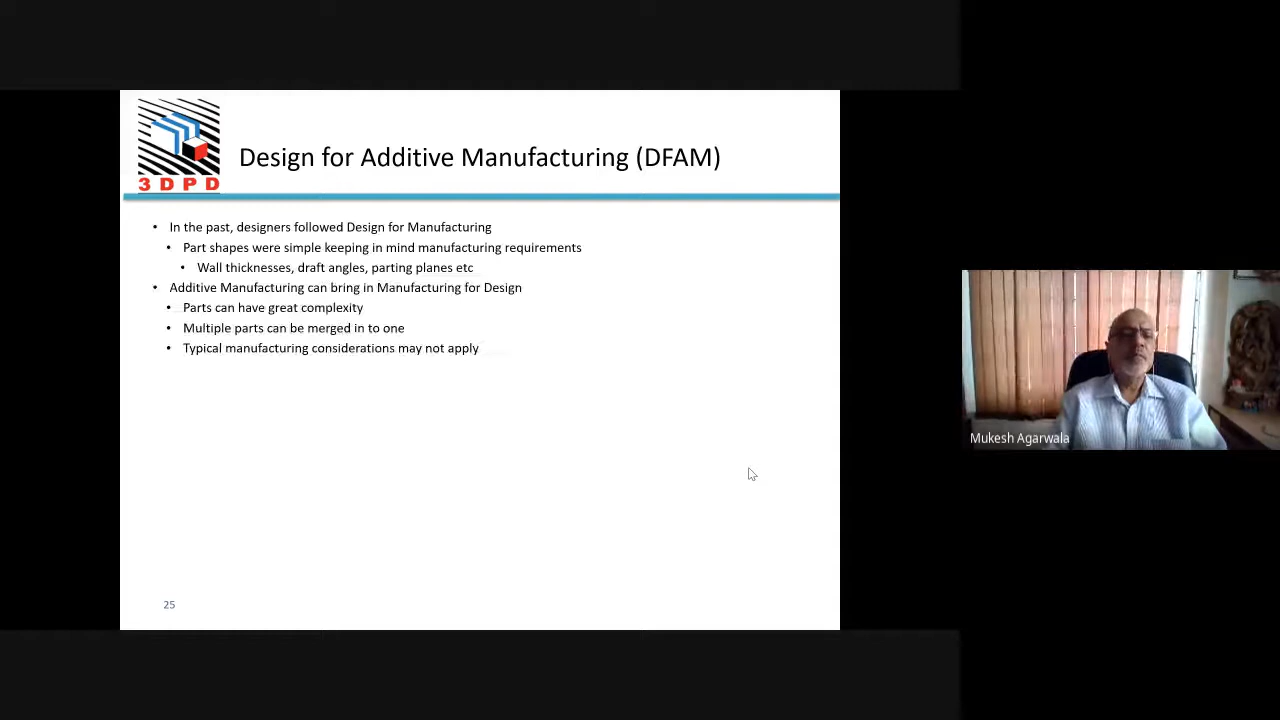 3DPD
Design for Additive Manufacturing (DFAM)
• In the past, designers followed Design for Manufacturing
• Part shapes were simple keeping in mind manufacturing requirements
• Wall thicknesses, draft angles, parting planes etc
• Additive Manufacturing can bring in Manufacturing for Design
• Parts can have great complexity
• Multiple parts can be merged in to one
• Typical manufacturing considerations may not apply
25
Mukesh Agarwala